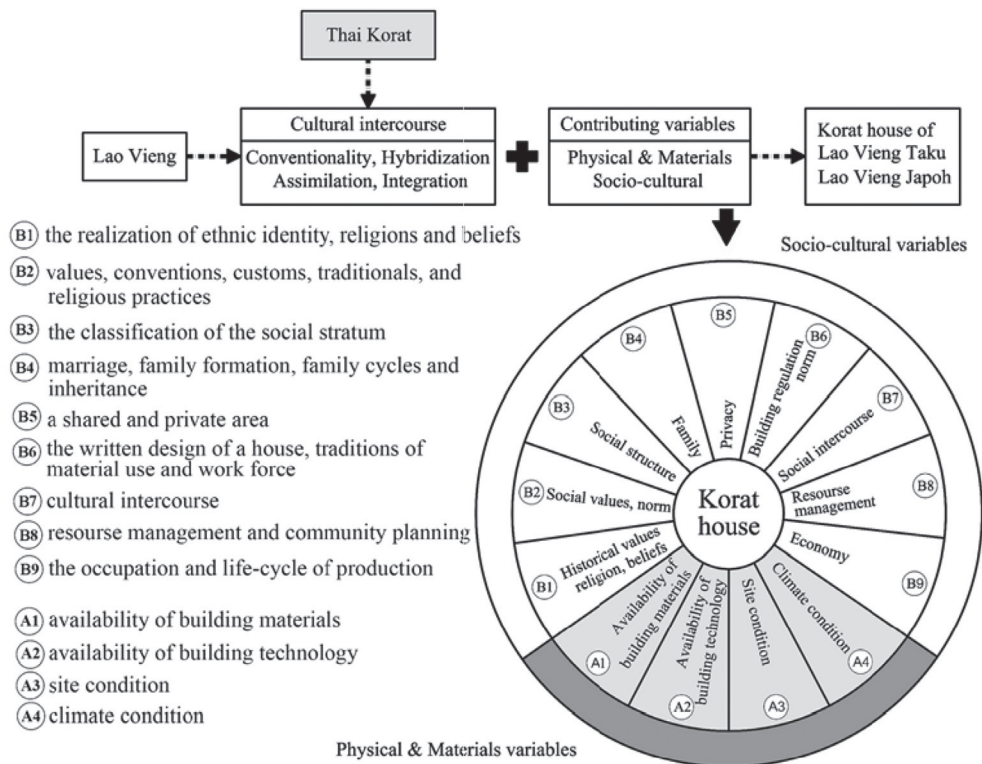 Thai Korat
Lao Vieng
Cultural intercourse
Conventionality, Hybridization
Assimilation, Integration
Contributing variables
Physical & Materials
Socio-cultural
Korat house of
Lao Vieng Taku
Lao Vieng Japoh
B1 the realization of ethnic identity, religions and beliefs
B2 values, conventions, customs, traditionals, and
religious practices
B3 the classification of the social stratum
B4 marriage, family formation, family cycles and
inheritance
B5 a shared and private area
B6 the written design of a house, traditions of
material use and work force
B7 cultural intercourse
B8 resourse management and community planning
B9 the occupation and life-cycle of production
A1 availability of building materials
A2 availability of building technology
A3 site condition
A4 climate condition
Socio-cultural variables
Korat
house
B1 Historical values
religion, beliefs
B2 Social values, norm
B3 Social structure
B4 Family
B5 Privacy
B6 Building regulation
norm
B7 Social intercourse
B8 Resourse
management
B9 Economy
A1 Availability of
building materials
A2 Availability of
building technology
A3 Site condition
A4 Climate condition
Physical & Materials variables